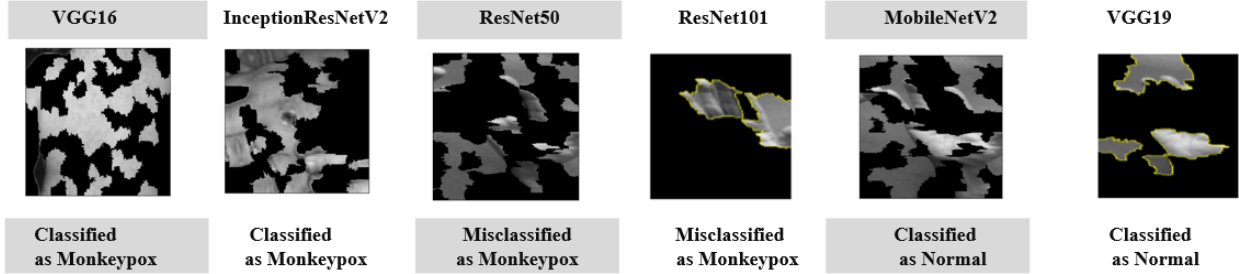 VGG16 InceptionResNetV2 ResNet50 ResNet101 MobileNetV2 VGG19
Classified Classified Misclassified Misclassified Classified Classified
as Monkeypox as Monkeypox as Monkeypox as Monkeypox as Normal as Normal